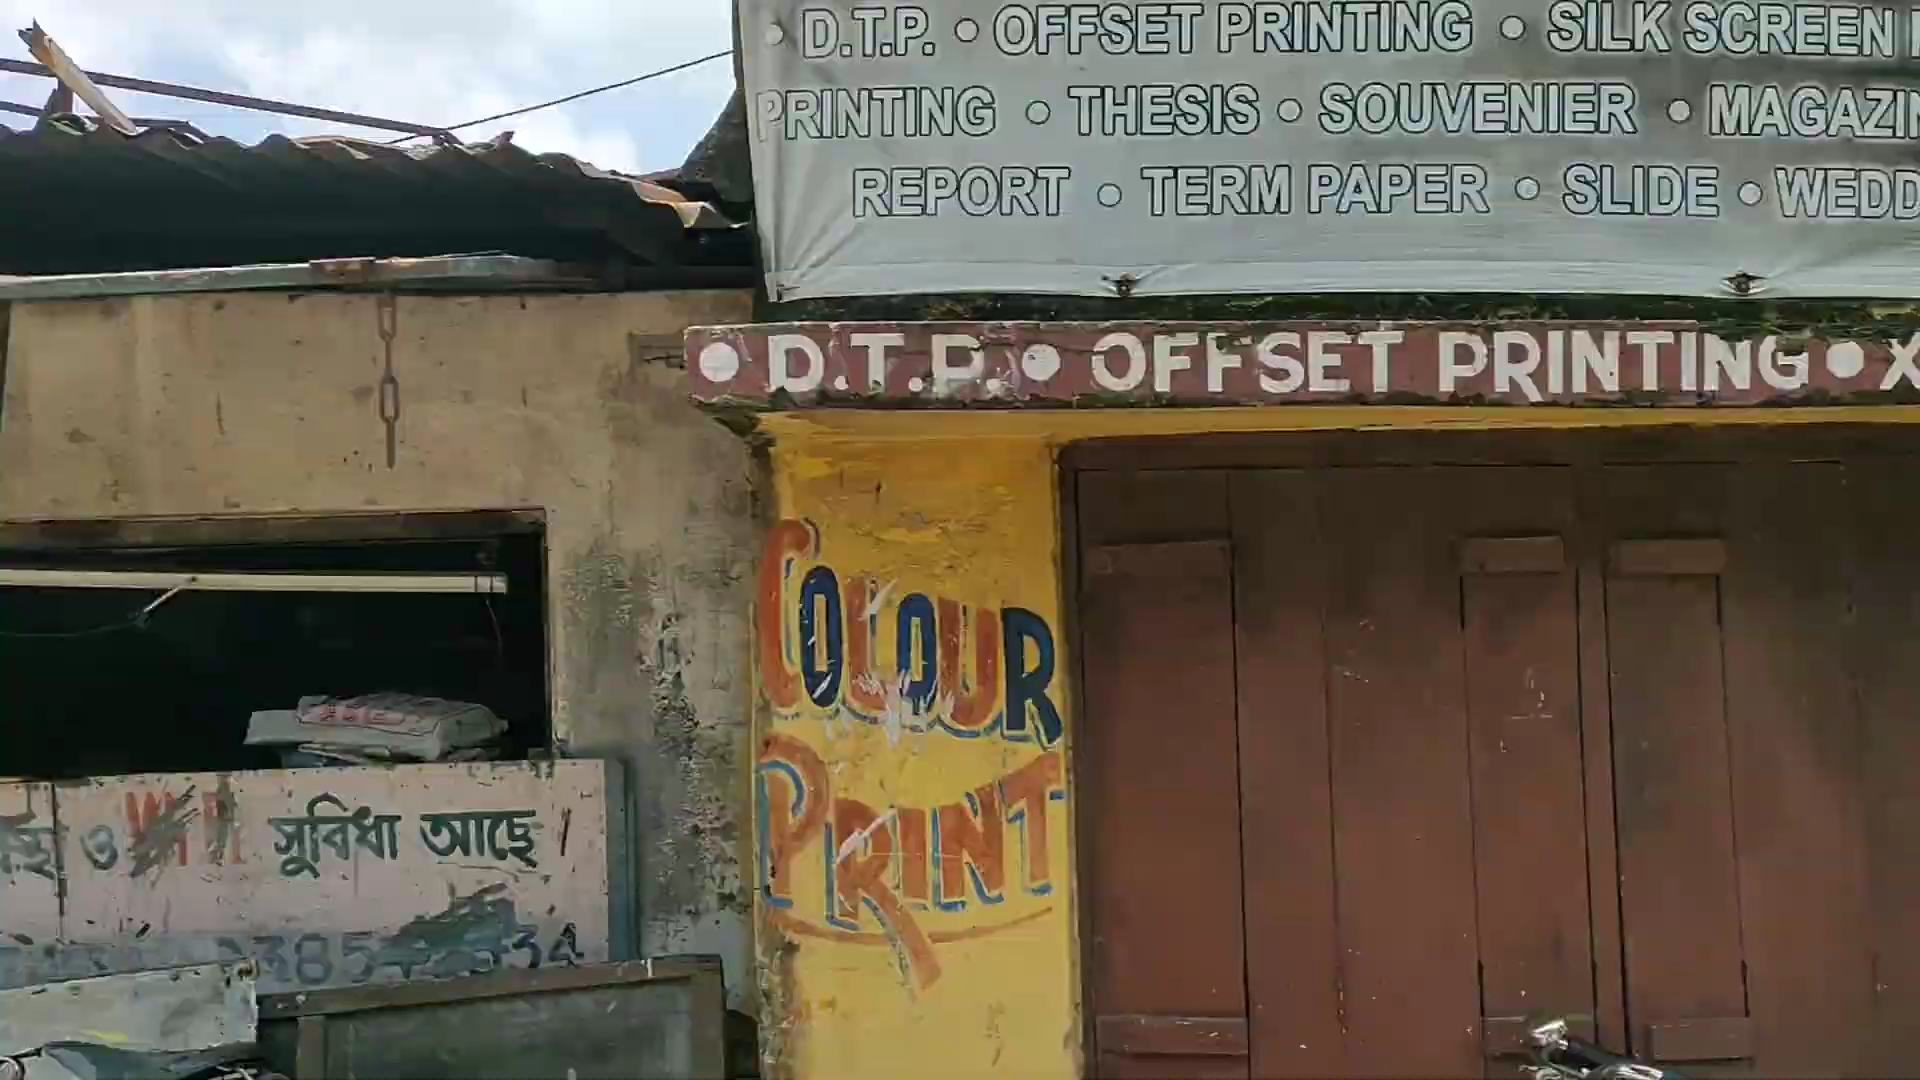 • D.T.P. • OFFSET PRINTING • SILK SCREEN
PRINTING • THESIS • SOUVENIER • MAGAZIN
REPORT • TERM PAPER • SLIDE • WEDD
• D.T.P. • OFFSET PRINTING • X
COLOUR
PRINT
ও সুবিধা আছে